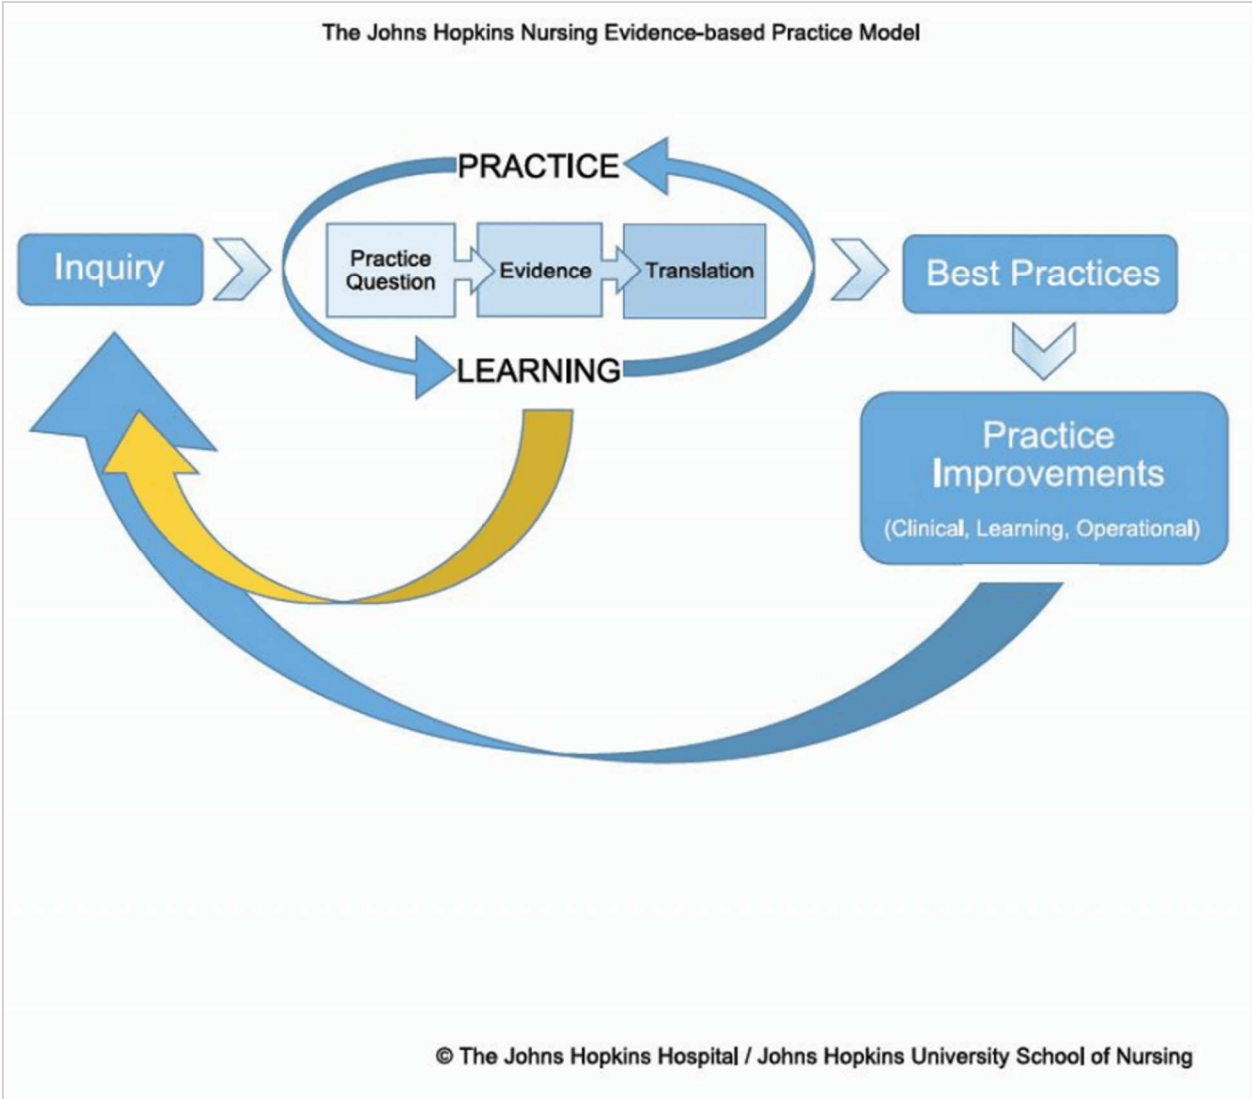 The Johns Hopkins Nursing Evidence-based Practice Model
PRACTICE
Inquiry
Practice
Question
Evidence
Translation
LEARNING
Best Practices
Practice
Improvements
(Clinical, Learning, Operational)
© The Johns Hopkins Hospital / Johns Hopkins University School of Nursing